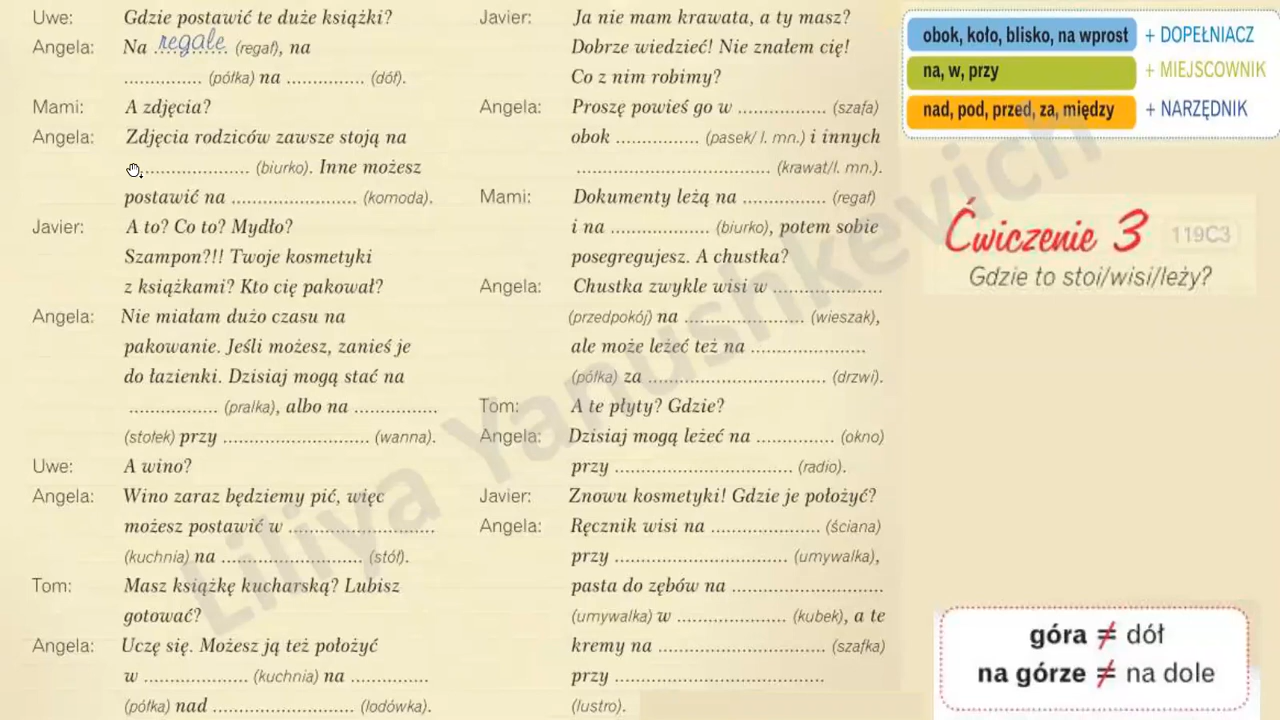 Uwe: Gdzie postawić te duże książki?
Angela: Na regale (regał), na
............... (półka) na ............... (dół).
Mami: A zdjęcia?
Angela: Zdjęcia rodziców zawsze stoją na
..................... (biurko). Inne możesz
postawić na ........................ (komoda).
Javier: A to? Co to? Mydło?
Szampon?!! Twoje kosmetyki
z książkami? Kto cię pakował?
Angela: Nie miałam dużo czasu na
pakowanie. Jeśli możesz, zanieś je
do łazienki. Dzisiaj mogą stać na
................. (pralka), albo na ................
(stołek) przy ............................ (wanna).
Uwe: A wino?
Angela: Wino zaraz będziemy pić, więc
możesz postawić w ............................
(kuchnia) na ........................... (stół).
Tom: Masz książkę kucharską? Lubisz
gotować?
Angela: Uczę się. Możesz ją też położyć
w .................... (kuchnia) na ....................
(półka) nad ........................... (lodówka).
Javier: Ja nie mam krawata, a ty masz?
Dobrze wiedzieć! Nie znałem cię!
Co z nim robimy?
Angela: Proszę powieś go w ................. (szafa)
obok ................ (pasek/ l. mn.) i innych
..................................... (krawat/l. mn.).
Mami: Dokumenty leżą na ................ (regał)
i na ................... (biurko), potem sobie
posegregujesz. A chustka?
Angela: Chustka zwykle wisi w .....................
(przedpokój) na ....................... (wieszak),
ale może leżeć też na ......................
(półka) za ................................... (drzwi).
Tom: A te płyty? Gdzie?
Angela: Dzisiaj mogą leżeć na ............... (okno)
przy .................................. (radio).
Javier: Znowu kosmetyki! Gdzie je położyć?
Angela: Ręcznik wisi na ..................... (ściana)
przy .................................. (umywalka),
pasta do zębów na .............................
(umywalka) w ..................... (kubek), a te
kremy na ................................ (szafka)
przy ........................................
(lustro).
obok, koło, blisko, na wprost + DOPEŁNIACZ
na, w, przy + MIEJSCOWNIK
nad, pod, przed, za, między + NARZĘDNIK
Ćwiczenie 3 119C3
Gdzie to stoi/wisi/leży?
góra ≠ dół
na górze ≠ na dole
Liliya Yanushkevich